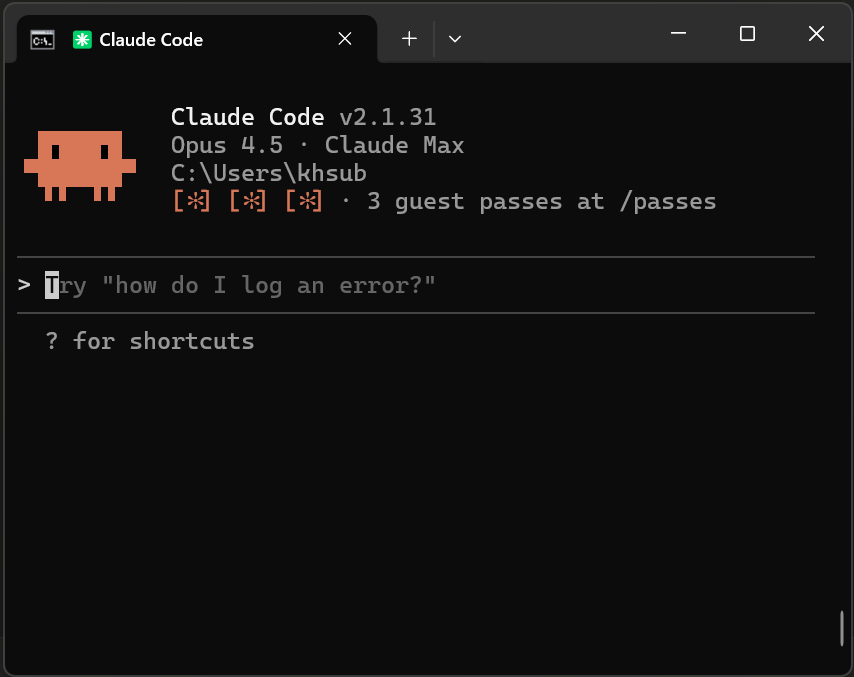 Claude Code
Claude Code v2.1.31
Opus 4.5 · Claude Max
C:\Users\khsub
[✻] [✻] [✻] · 3 guest passes at /passes
> Try "how do I log an error?"
? for shortcuts